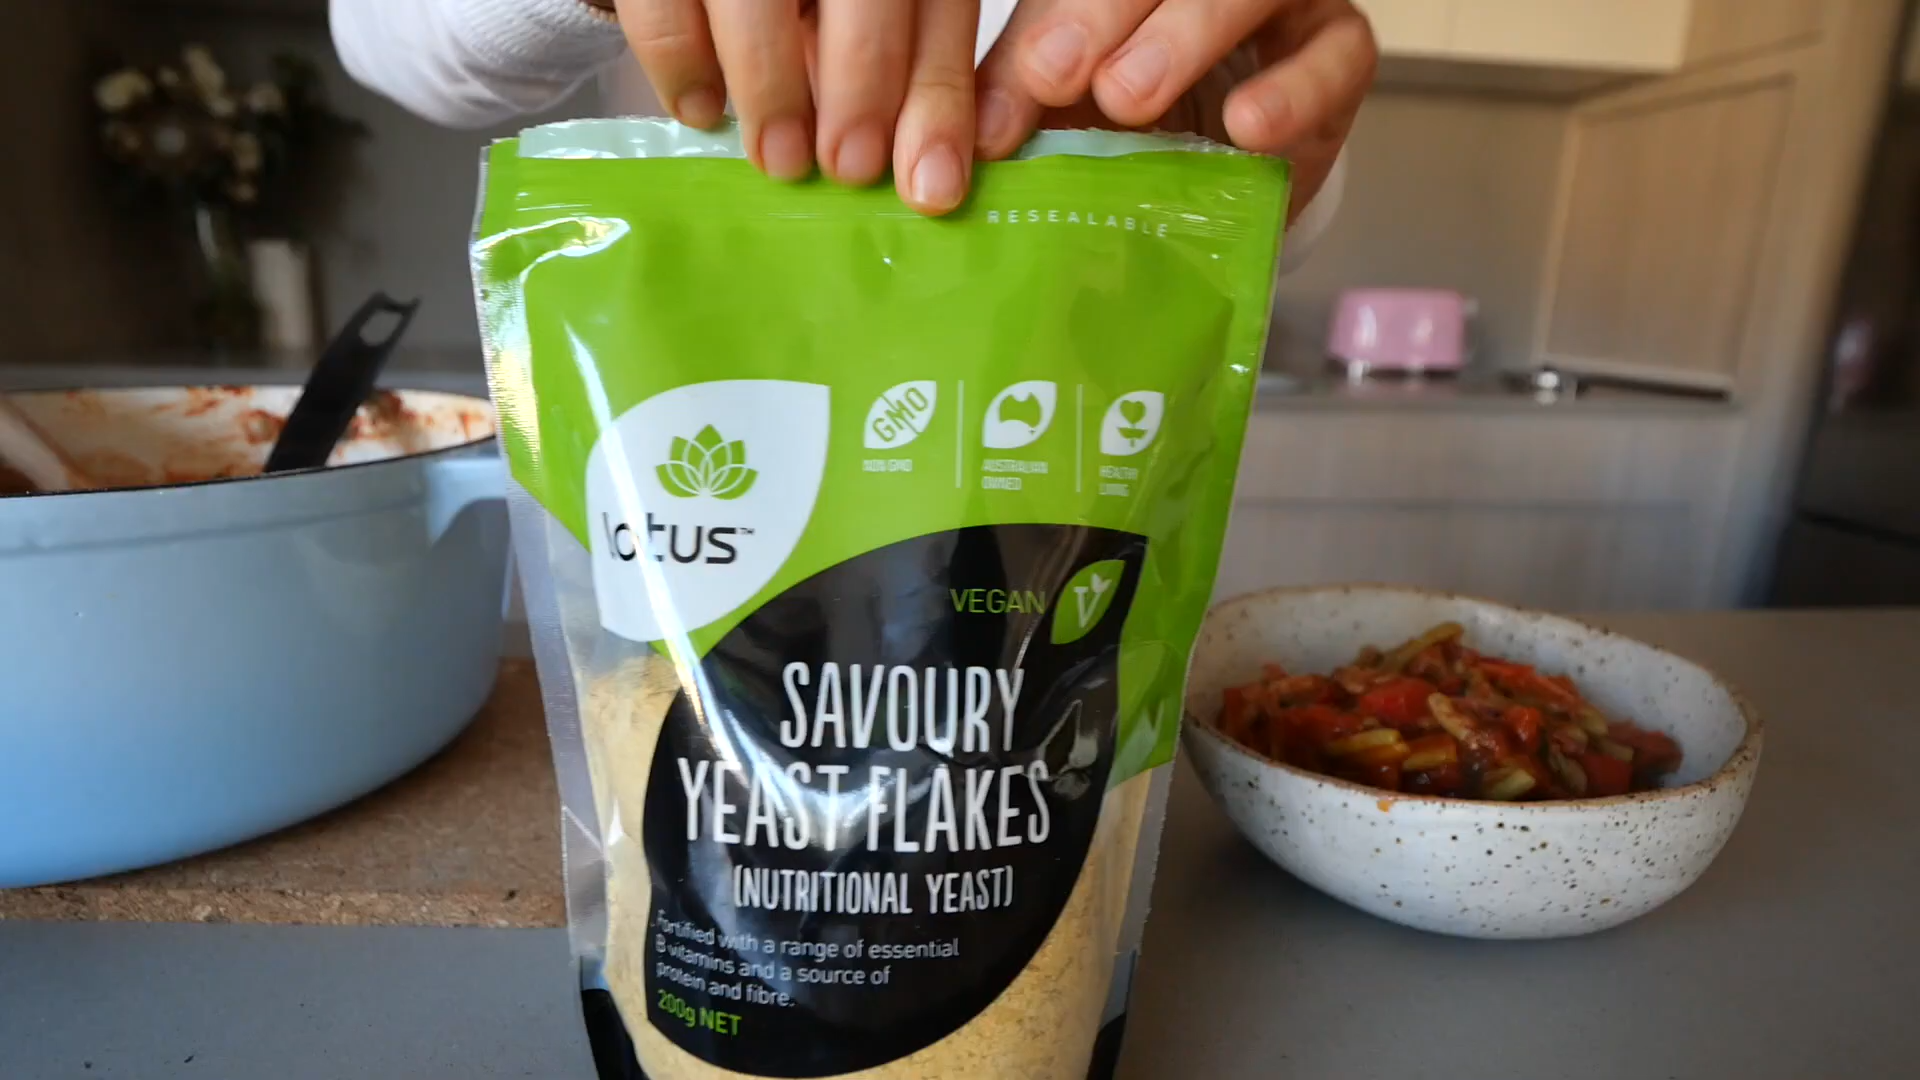 RESEALABLE
GMO
NON GMO
AUSTRALIAN
OWNED
HEALTHY
LIVING
lotus™
VEGAN
V
SAVOURY
YEAST FLAKES
(NUTRITIONAL YEAST)
Fortified with a range of essential
B vitamins and a source of
protein and fibre.
200g NET